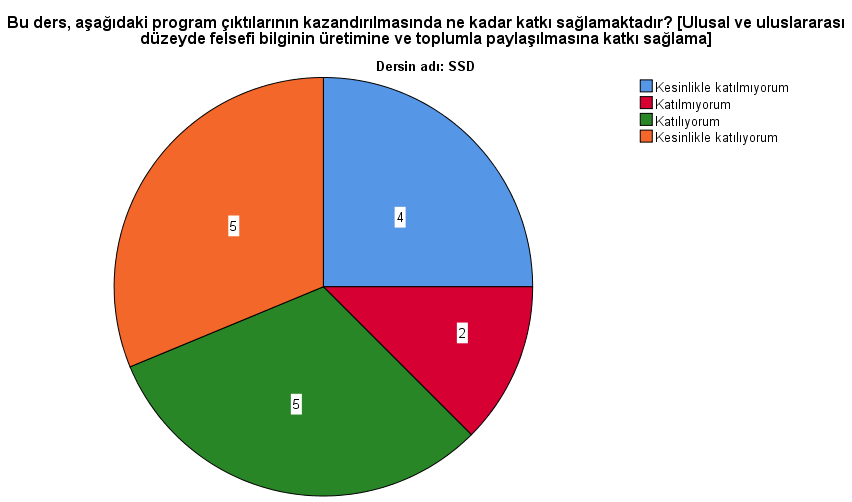 Bu ders, aşağıdaki program çıktılarının kazandırılmasında ne kadar katkı sağlamaktadır? [Ulusal ve uluslararası
düzeyde felsefi bilginin üretimine ve toplumla paylaşılmasına katkı sağlama]
Dersin adı: SSD
Kesinlikle katılmıyorum
Katılmıyorum
Katılıyorum
Kesinlikle katılıyorum
5
4
2
5